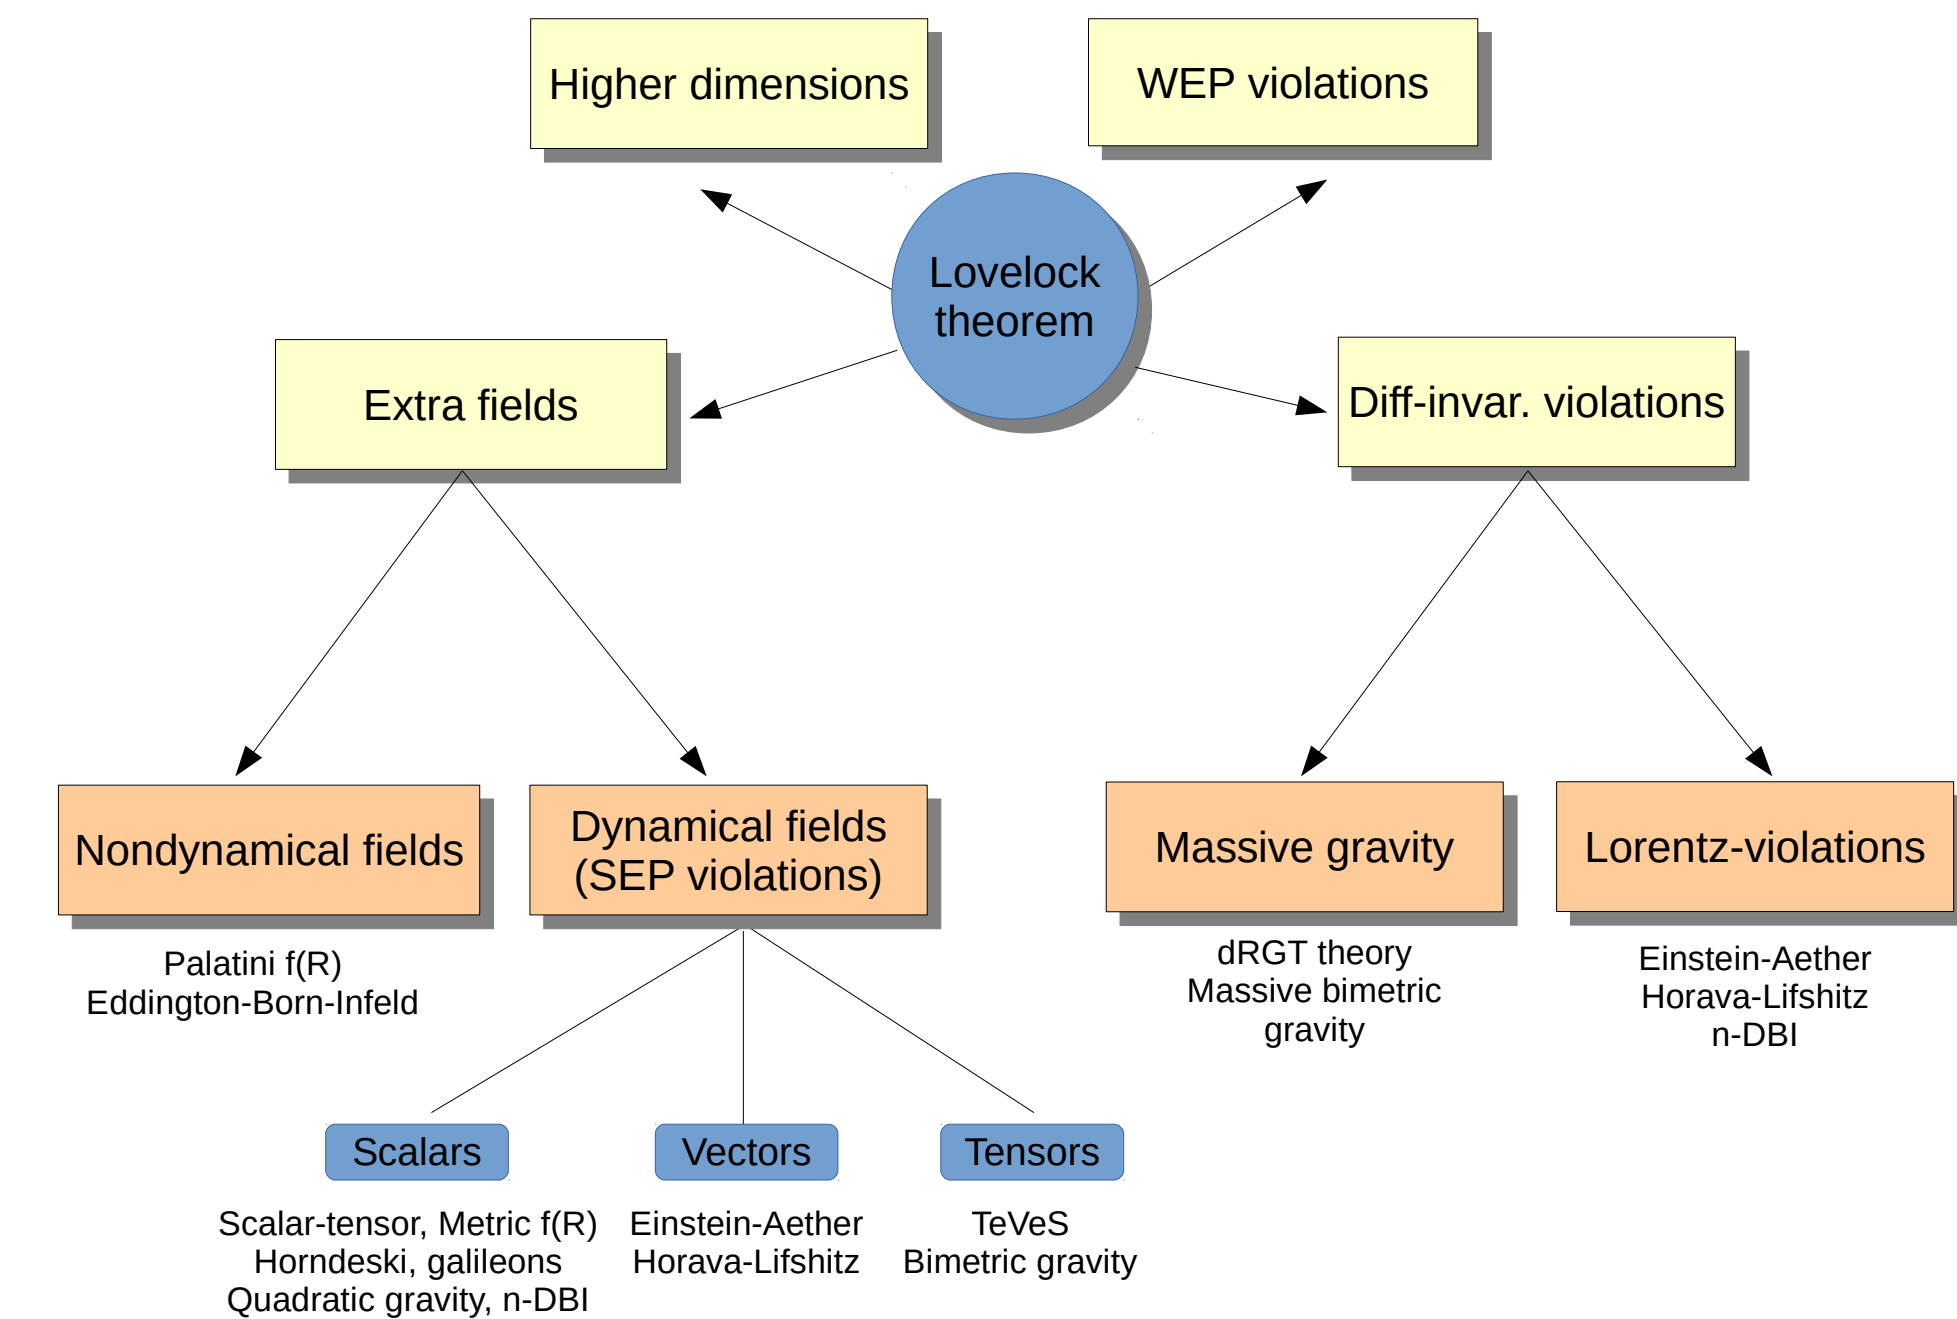 Higher dimensions
WEP violations
Lovelock
theorem
Extra fields
Diff-invar. violations
Nondynamical fields
Dynamical fields
(SEP violations)
Massive gravity
Lorentz-violations
Palatini f(R)
Eddington-Born-Infeld
dRGT theory
Massive bimetric
gravity
Einstein-Aether
Horava-Lifshitz
n-DBI
Scalars
Vectors
Tensors
Scalar-tensor, Metric f(R)
Horndeski, galileons
Quadratic gravity, n-DBI
Einstein-Aether
Horava-Lifshitz
TeVeS
Bimetric gravity